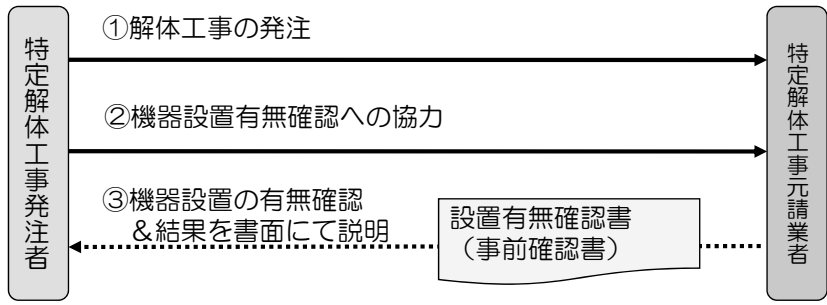 特定解体工事発注者
①解体工事の発注
②機器設置有無確認への協力
③機器設置の有無確認
&結果を書面にて説明
設置有無確認書
（事前確認書）
特定解体工事元請業者